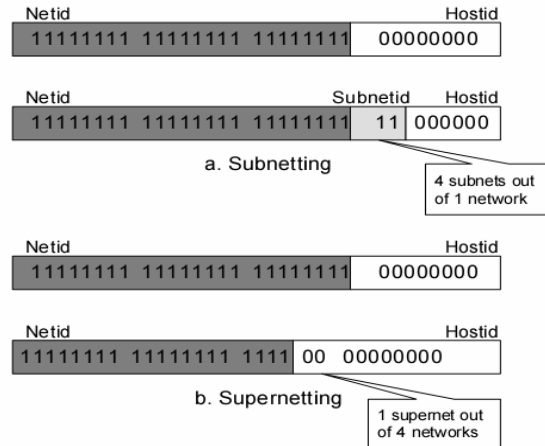 Netid Hostid
11111111 11111111 11111111 00000000
Netid Subnetid Hostid
11111111 11111111 11111111 11 000000
a. Subnetting
4 subnets out
of 1 network
Netid Hostid
11111111 11111111 11111111 00000000
Netid Hostid
11111111 11111111 1111 00 00000000
b. Supernetting
1 supernet out
of 4 networks